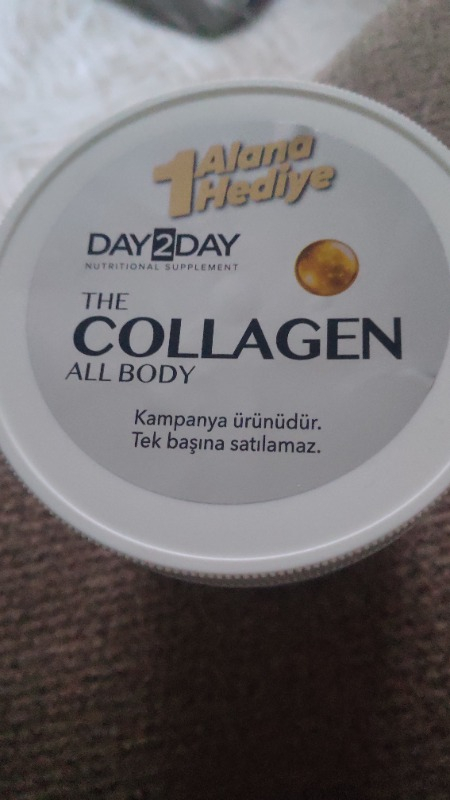 1 Alana
Hediye
DAY2DAY
NUTRITIONAL SUPPLEMENT
THE
COLLAGEN
ALL BODY
Kampanya ürünüdür.
Tek başına satılamaz.